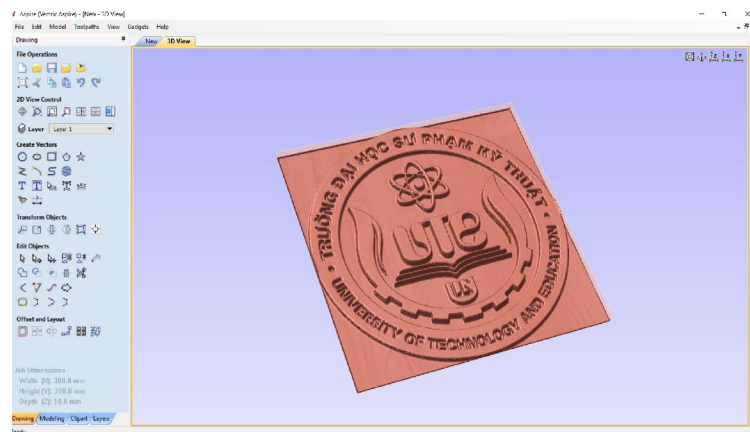 Aspire (Vectric Aspire) - [New - 3D View]
File Edit Model Toolpaths View Gadgets Help
Drawing
New 3D View
File Operations
2D View Control
Layer Layer 1
Create Vectors
Transform Objects
Edit Objects
Offset and Layout
Job Dimensions
Width (X): 300.0 mm
Height (Y): 300.0 mm
Depth (Z): 10.0 mm
Drawing Modeling Clipart Layers
Ready
TRƯỜNG ĐẠI HỌC SƯ PHẠM KỸ THUẬT
UNIVERSITY OF TECHNOLOGY AND EDUCATION